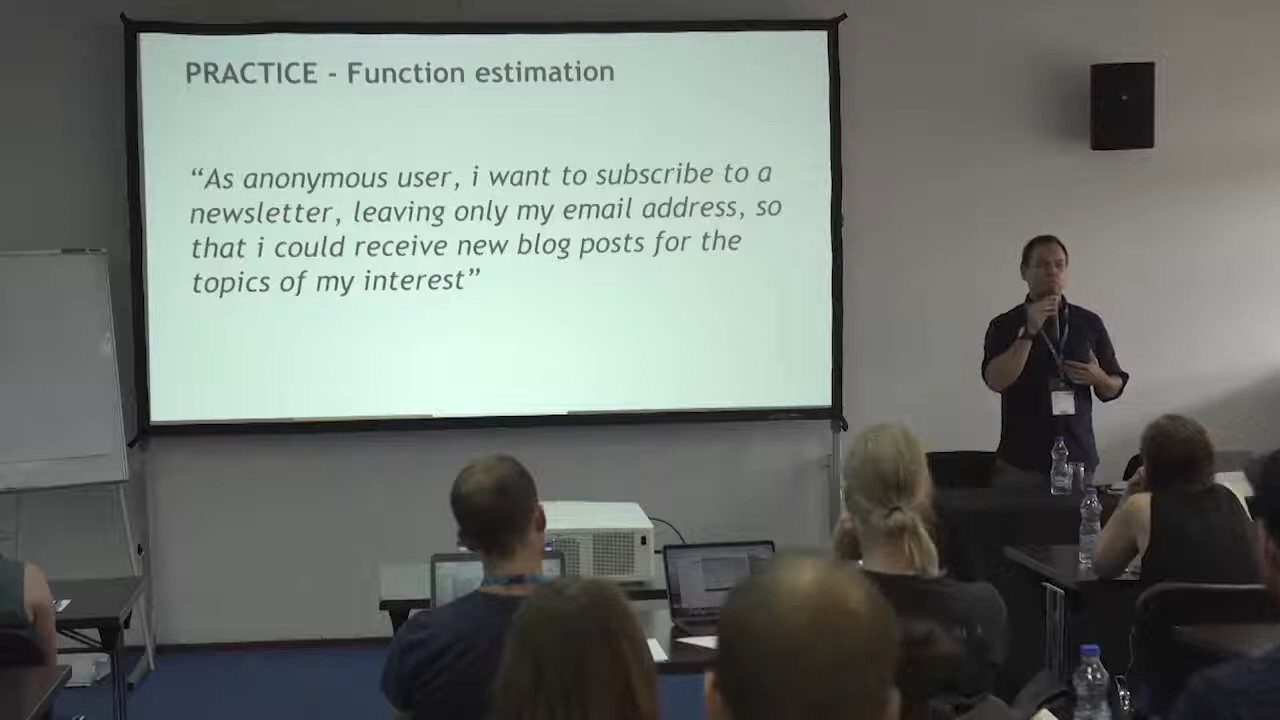 PRACTICE - Function estimation
“As anonymous user, i want to subscribe to a
newsletter, leaving only my email address, so
that i could receive new blog posts for the
topics of my interest”